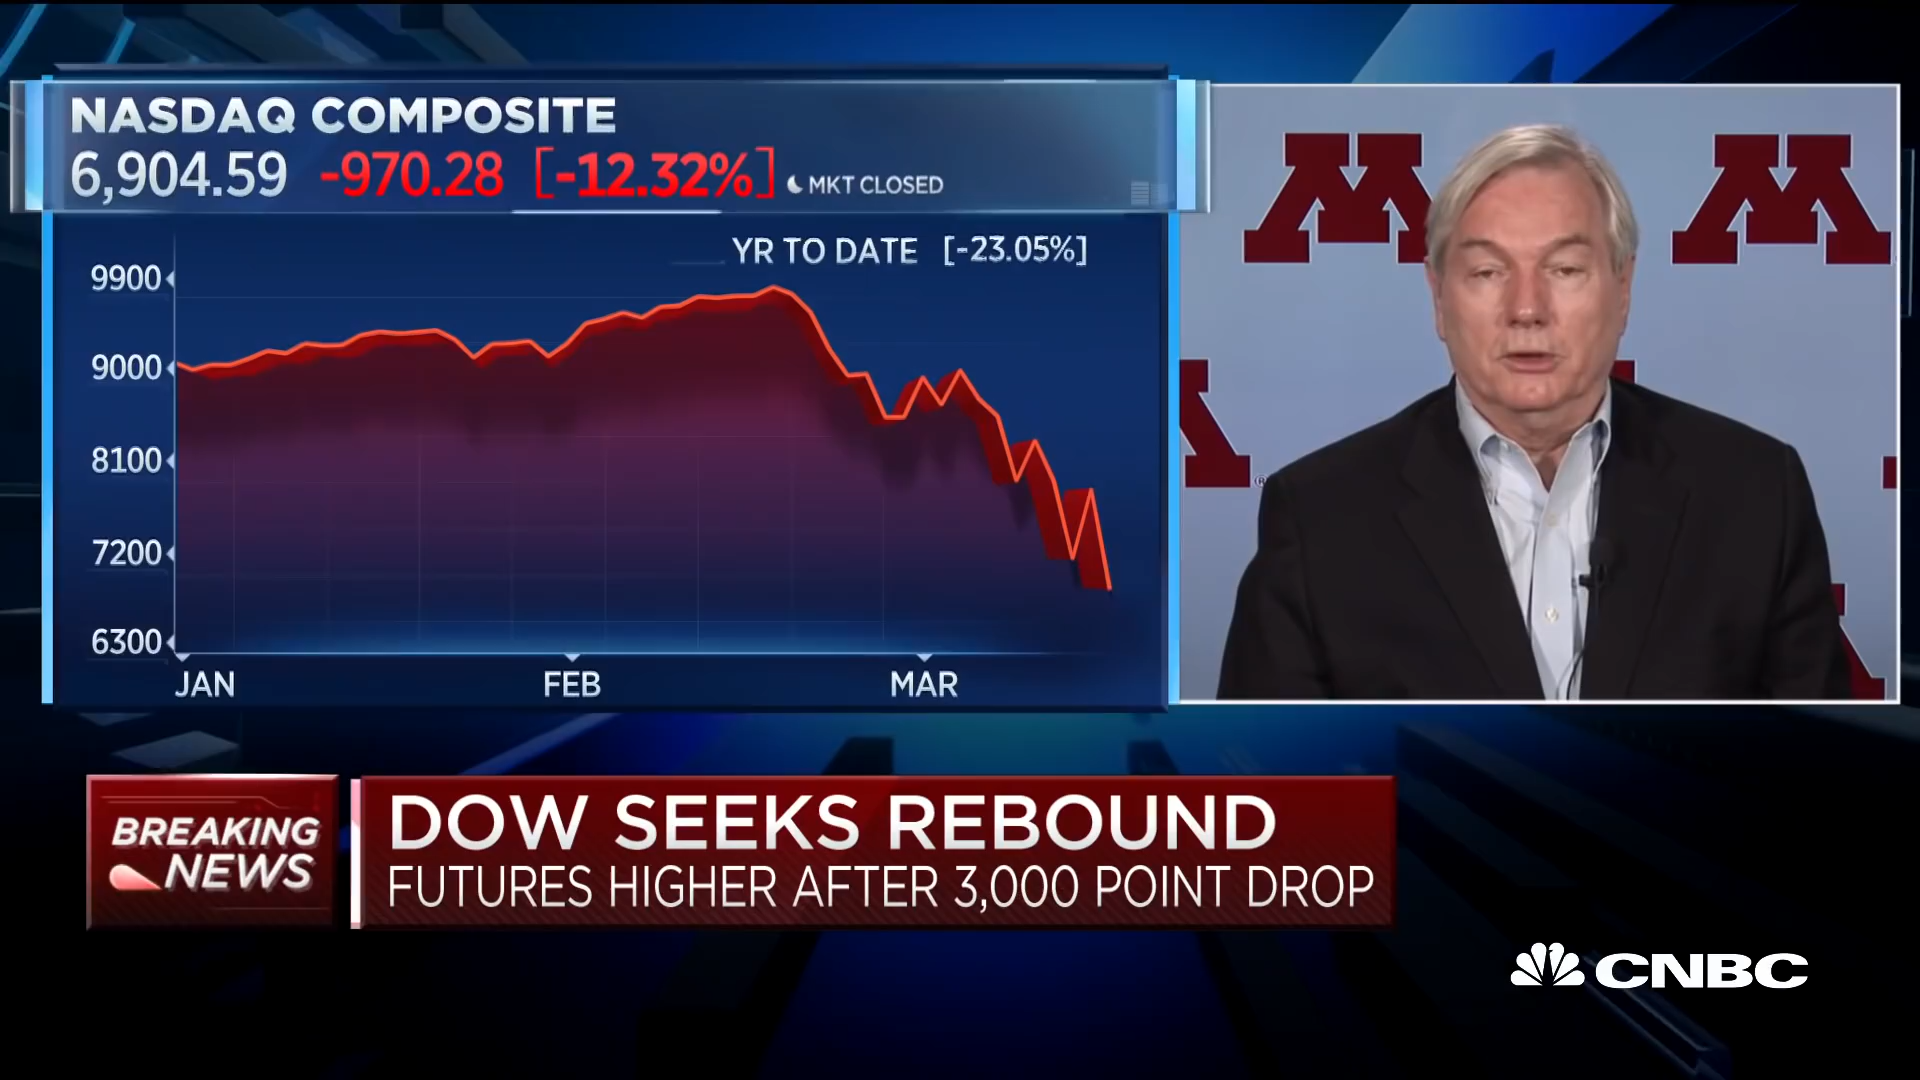 NASDAQ COMPOSITE
6,904.59 -970.28 [-12.32%] MKT CLOSED
YR TO DATE [-23.05%]
9900
9000
8100
7200
6300
JAN FEB MAR
M M
M
®
BREAKING
NEWS
DOW SEEKS REBOUND
FUTURES HIGHER AFTER 3,000 POINT DROP
CNBC